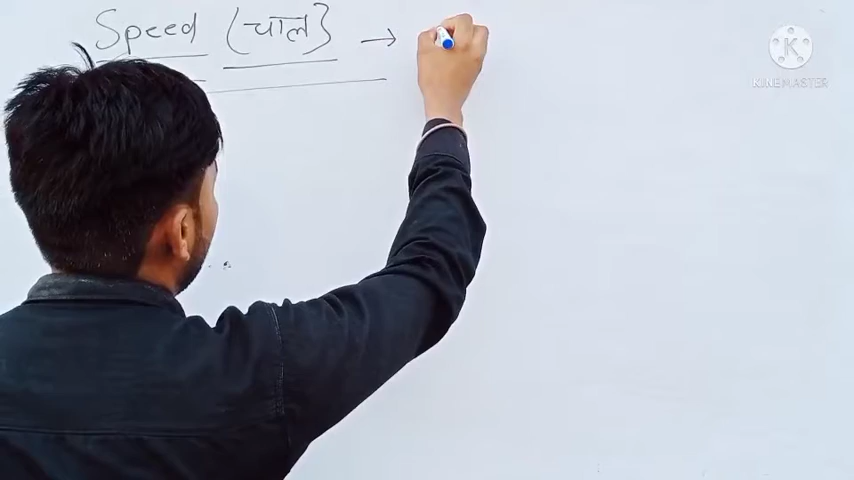 Speed (चाल) →
K
KINEMASTER